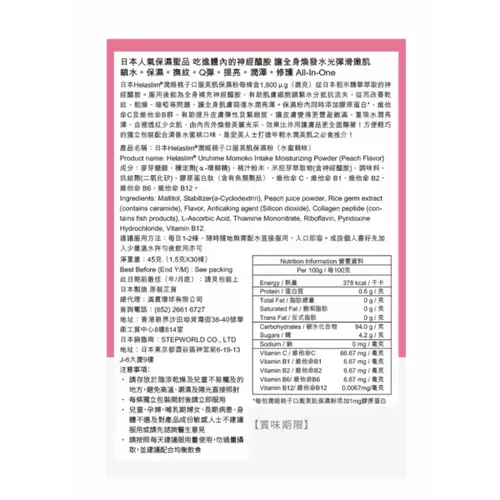 日本人氣保濕聖品 吃進體內的神經醯胺 讓全身煥發水光彈滑嫩肌
鎖水。保濕。撫紋。Q彈。提亮。潤澤。修護 All-In-One
日本Helaslim®潤姬桃子口服美肌保濕粉每條含1,800 μg（微克）從日本稻米精華萃取的神經
醯胺。服用後能為全身補充神經醯胺，有助肌膚細胞鎖緊水分抵抗流失，從而改善乾
紋、粗糙、暗啞等問題，讓全身肌膚回復水潤亮澤。保濕粉內同時添加膠原蛋白*、維他
命C及維他命B群，有助提升皮膚彈性及緊緻度，讓皮膚變得更豐盈飽滿，重現水潤亮
澤，白裡透紅少女肌，由內而外煥發美麗光采，效果比外用護膚品更全面顯著！方便輕巧
的獨立包裝配合清香水蜜桃味，是愛美人士打造年輕水潤美肌之必食推介！
產品名稱：日本Helaslim®潤姬桃子口服美肌保濕粉（水蜜桃味）
Product name: Helaslim® Uruhime Momoko Intake Moisturizing Powder (Peach Flavor)
成分：麥芽糖醇，穩定劑(α-環糊精)，桃汁粉末，米芽萃取物(含神經醯胺)，調味料，
抗結劑(二氧化矽)，膠原蛋白肽（含有魚類製品），維他命 C，維他命 B1，維他命 B2，
維他命 B6，維他命 B12。
Ingredients: Maltitol, Stabilizer(a-Cyclodextrin), Peach juice powder, Rice germ extract
(contains ceramide), Flavor, Anticaking agent (Silicon dioxide), Collagen peptide (con-
tains fish products), L-Ascorbic Acid, Thiamine Mononitrate, Riboflavin, Pyridoxine
Hydrochloride, Vitamin B12.
建議服用方法：每日1-2條，隨時隨地無需配水直接服用，入口即溶。或按個人喜好先加
入少量溫水拌勻後飲用亦可
淨重量：45克（1.5克X30條）
Best Before (End Y/M) : See packing
此日期前最佳（年/月底）：請見包裝上
日本製造 原裝正貨
總代理：滿貫環球有限公司
查詢電話：(852) 2661 6727
地址：香港新界沙田坳背灣街38-40號華
衛工貿中心8樓814室
日本銷售商：STEPWORLD CO., LTD
地址：日本東京都澀谷區神宮前6-19-13
J-6大廈9樓
注意事項：
• 請存放於陰涼乾燥及兒童不易觸及的
地方，避免高溫、潮濕及陽光直接照射
• 每條獨立包裝開封後請立即服用
• 兒童、孕婦、哺乳期婦女、長期病患、身
體不適及對產品成份敏感人士不建議
服用或請先諮詢醫生意見
• 請按照每天建議服用量使用，勿過量攝
取，並建議配合均衡飲食
Nutrition Information 營養資料
Per 100g / 每100克
Energy / 熱量 378 kcal / 千卡
Protein / 蛋白質 0.6 g / 克
Total Fat / 脂肪總量 0 g / 克
Saturated Fat / 飽和脂肪 0 g / 克
Trans Fat / 反式脂肪 0 g / 克
Carbohydrates / 碳水化合物 94.0 g / 克
Sugars / 糖 4.2 g / 克
Sodium / 鈉 0 mg / 毫克
Vitamin C / 維他命C 66.67 mg / 毫克
Vitamin B1 / 維他命B1 6.67 mg / 毫克
Vitamin B2 / 維他命B2 6.67 mg / 毫克
Vitamin B6/ 維他命B6 6.67 mg / 毫克
Vitamin B12/ 維他命B12 0.0067mg/ 毫克
*每包潤姬桃子口服美肌保濕粉添加1mg膠原蛋白
【賞味期限】